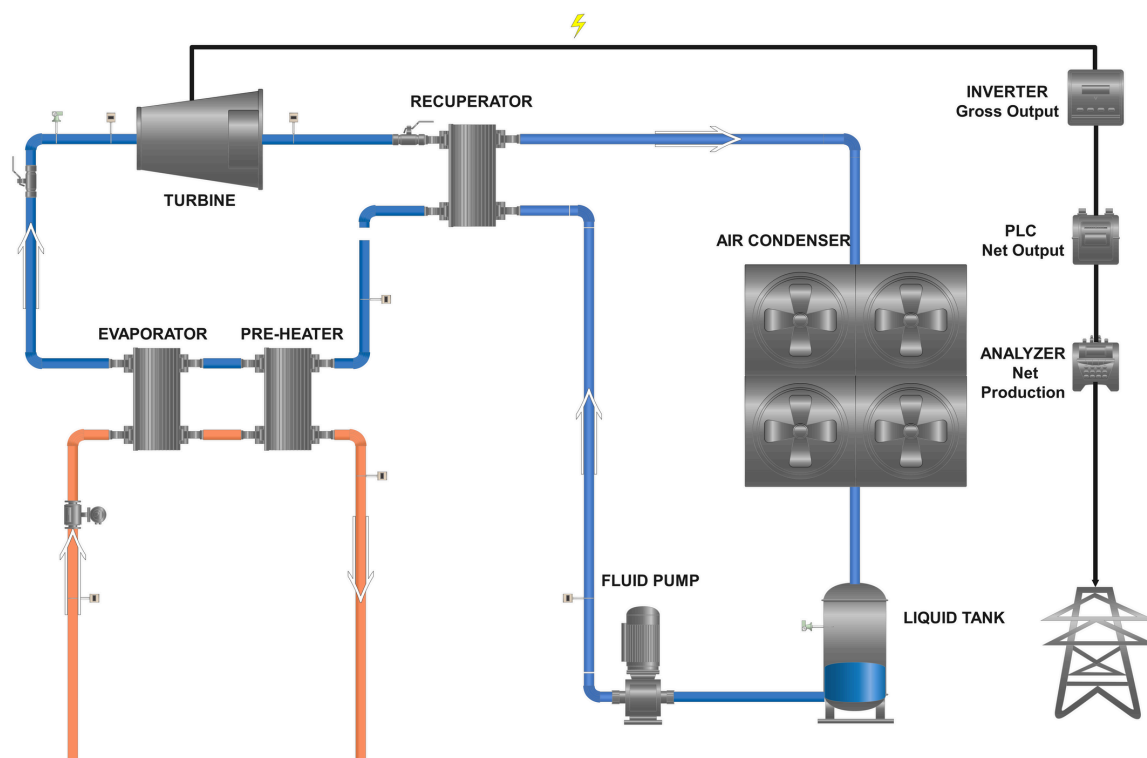 RECUPERATOR
INVERTER
Gross Output
TURBINE
PLC
Net Output
AIR CONDENSER
EVAPORATOR
PRE-HEATER
ANALYZER
Net
Production
FLUID PUMP
LIQUID TANK